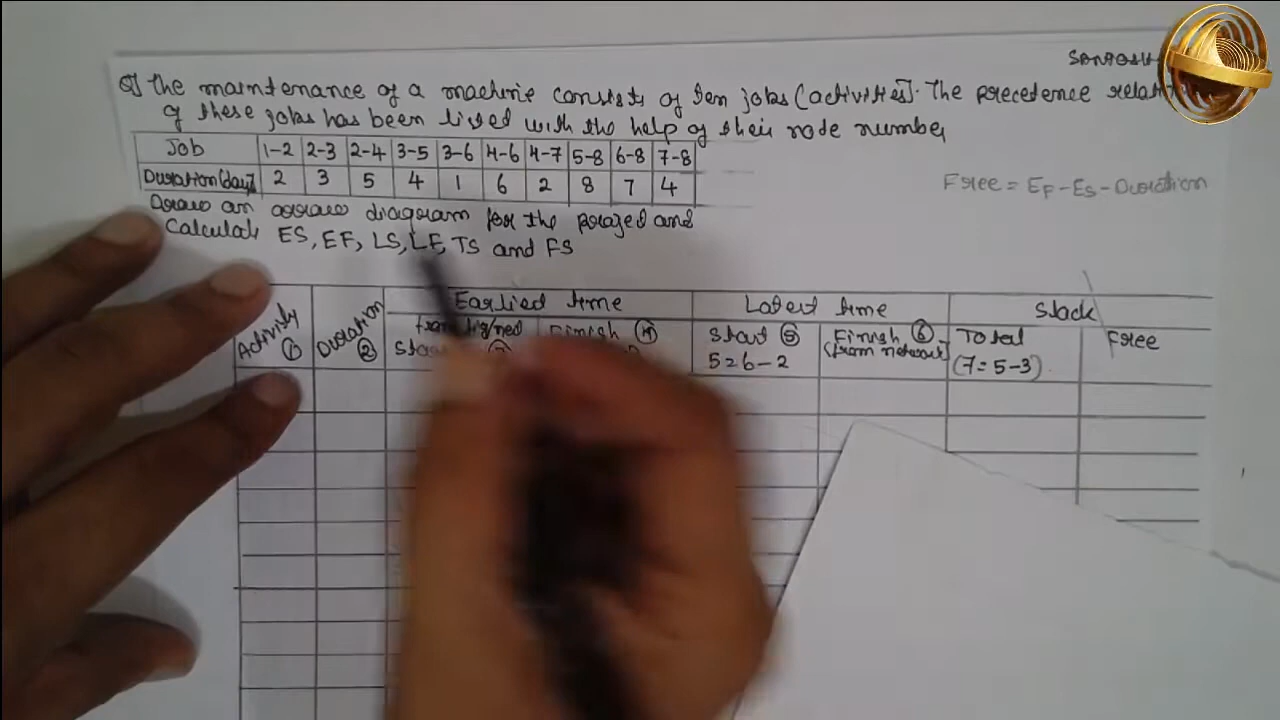 SANTOSH
Q) The maintenance of a machine consists of Ten jobs (activities). The precedence relat
of these jobs has been listed with the help of their node number
Job 1-2 2-3 2-4 3-5 3-6 4-6 4-7 5-8 6-8 7-8
Duration(days) 2 3 5 4 1 6 2 8 7 4
Free = EF-ES-Duration
Draw an arrow diagram for the project and
Calculate ES, EF, LS, LF, TS and FS
Earliest time Latest time Slack
Activity ① Duration ② Start Finish ④ Start ⑤ Finish ⑥ Total Free
5=6-2 (from network) (7=5-3)